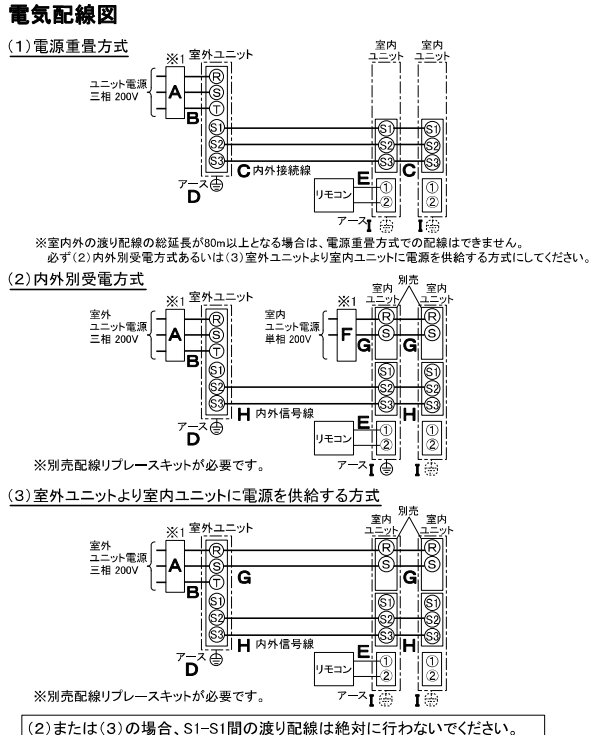 電気配線図
(1)電源重畳方式
※1 室外ユニット
室内ユニット 室内ユニット
ユニット電源
三相 200V
A
B
R
S
T
S1 S1 S1
S2 S2 S2
S3 S3 S3
C 内外接続線 C
アース
D
E
リモコン
① ①
② ②
アース I I
※室内外の渡り配線の総延長が80m以上となる場合は、電源重畳方式での配線はできません。
必ず(2)内外別受電方式あるいは(3)室外ユニットより室内ユニットに電源を供給する方式にしてください。
(2)内外別受電方式
別売
※1 室外ユニット
※1 室内ユニット 室内ユニット
室外
ユニット電源
三相 200V
A
B
室内
ユニット電源
単相 200V
F
G G
R R R
S S S
T
S1 S1 S1
S2 S2 S2
S3 S3 S3
H 内外信号線 H
アース
D
E
リモコン
① ①
② ②
アース I I
※別売配線リプレースキットが必要です。
(3)室外ユニットより室内ユニットに電源を供給する方式
別売
※1 室外ユニット
室内ユニット 室内ユニット
室外
ユニット電源
三相 200V
A
B
R R R
S S S
T
G G
S1 S1 S1
S2 S2 S2
S3 S3 S3
H 内外信号線 H
アース
D
E
リモコン
① ①
② ②
アース I I
※別売配線リプレースキットが必要です。
(2)または(3)の場合、S1-S1間の渡り配線は絶対に行わないでください。